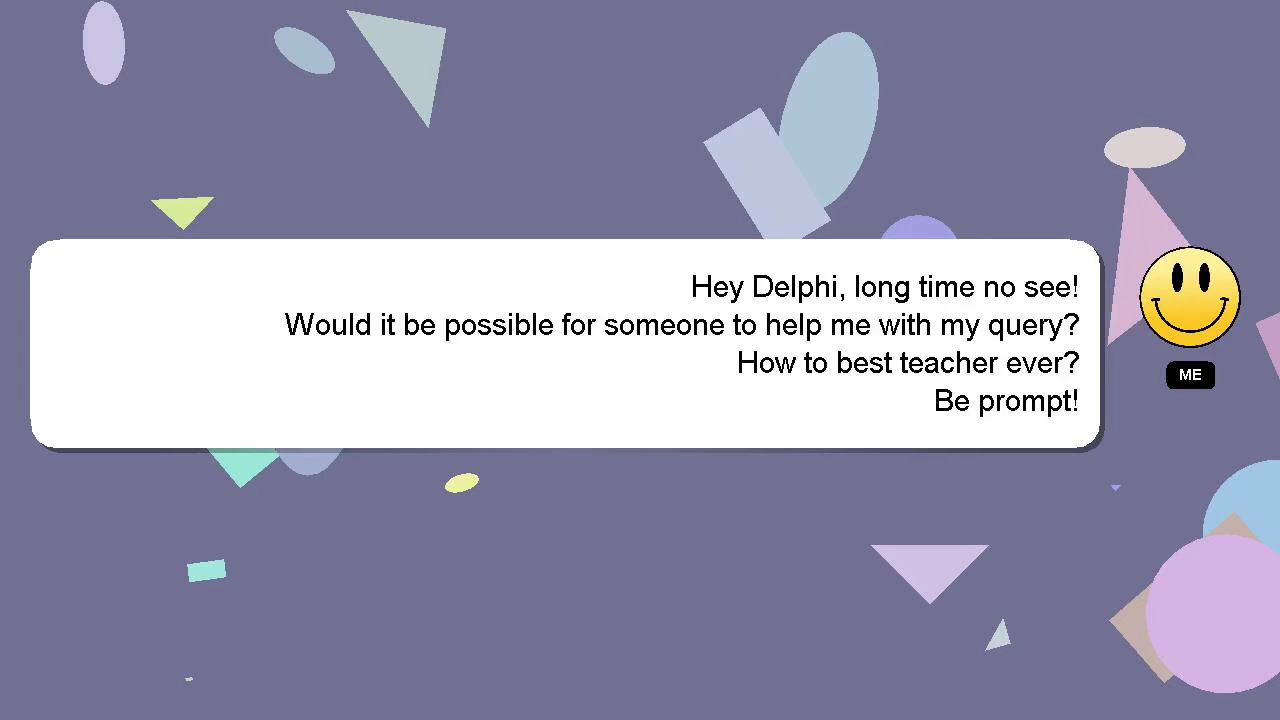 Hey Delphi, long time no see!
Would it be possible for someone to help me with my query?
How to best teacher ever?
Be prompt!
ME